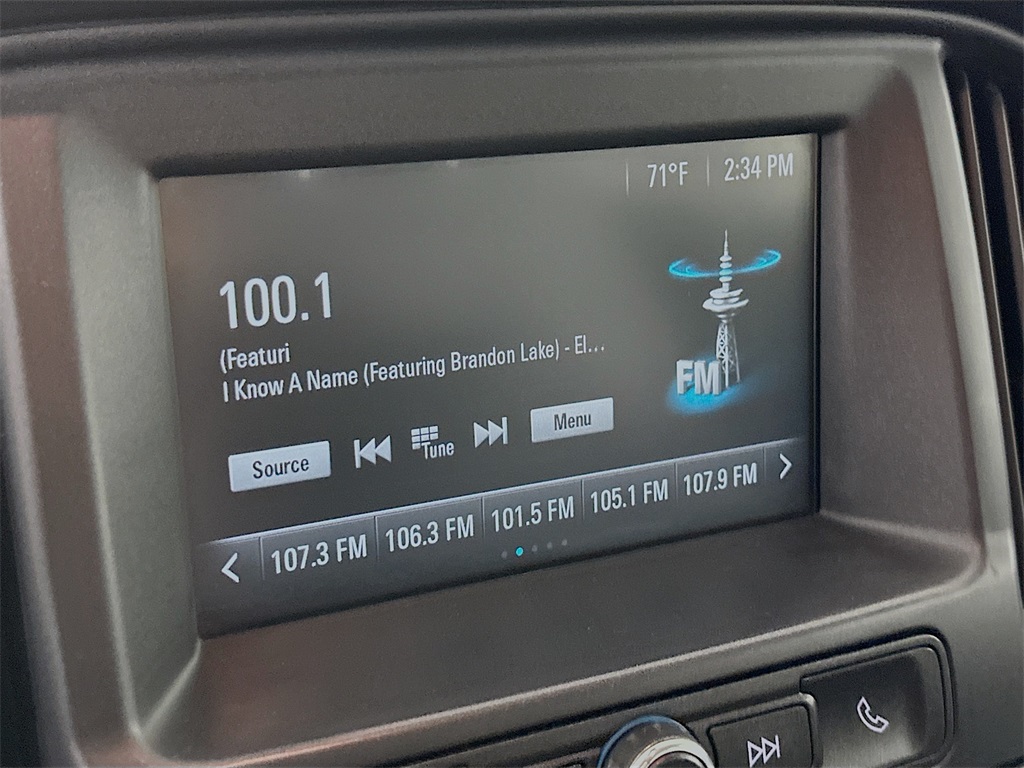 71°F 2:34 PM
100.1
(Featuri
I Know A Name (Featuring Brandon Lake) - El...
FM
Source Tune Menu
107.3 FM 106.3 FM 101.5 FM 105.1 FM 107.9 FM